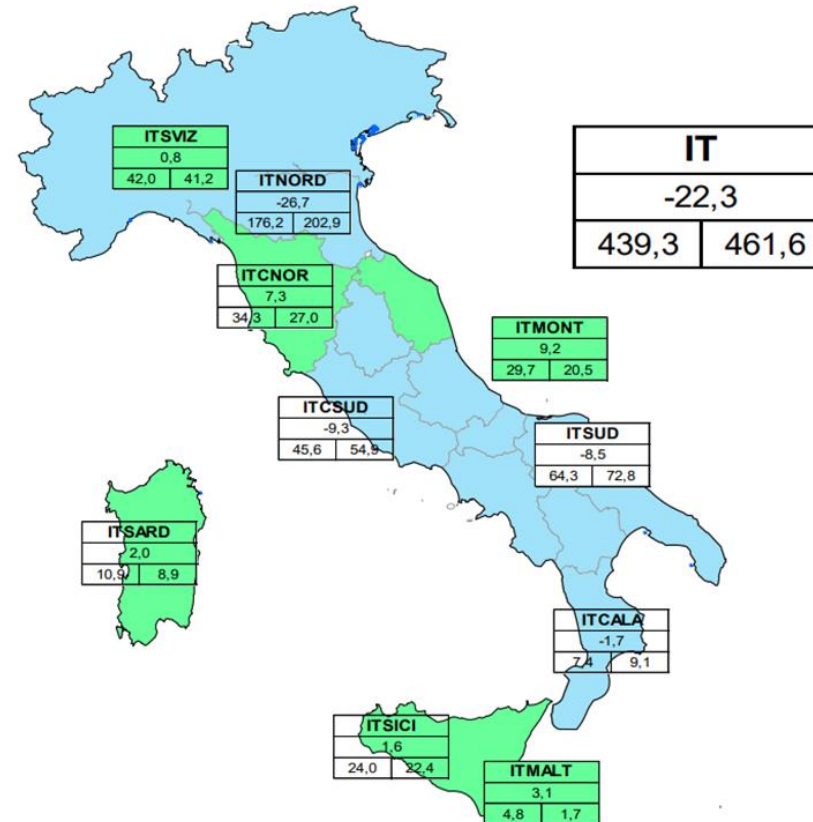 ITSVIZ
0,8
42,0 41,2
ITNORD
-26,7
176,2 202,9
IT
-22,3
439,3 461,6
ITCNOR
7,3
34,3 27,0
ITMONT
9,2
29,7 20,5
ITCSUD
-9,3
45,6 54,9
ITSUD
-8,5
64,3 72,8
ITSARD
2,0
10,9 8,9
ITCALA
-1,7
7,4 9,1
ITSICI
1,6
24,0 22,4
ITMALT
3,1
4,8 1,7